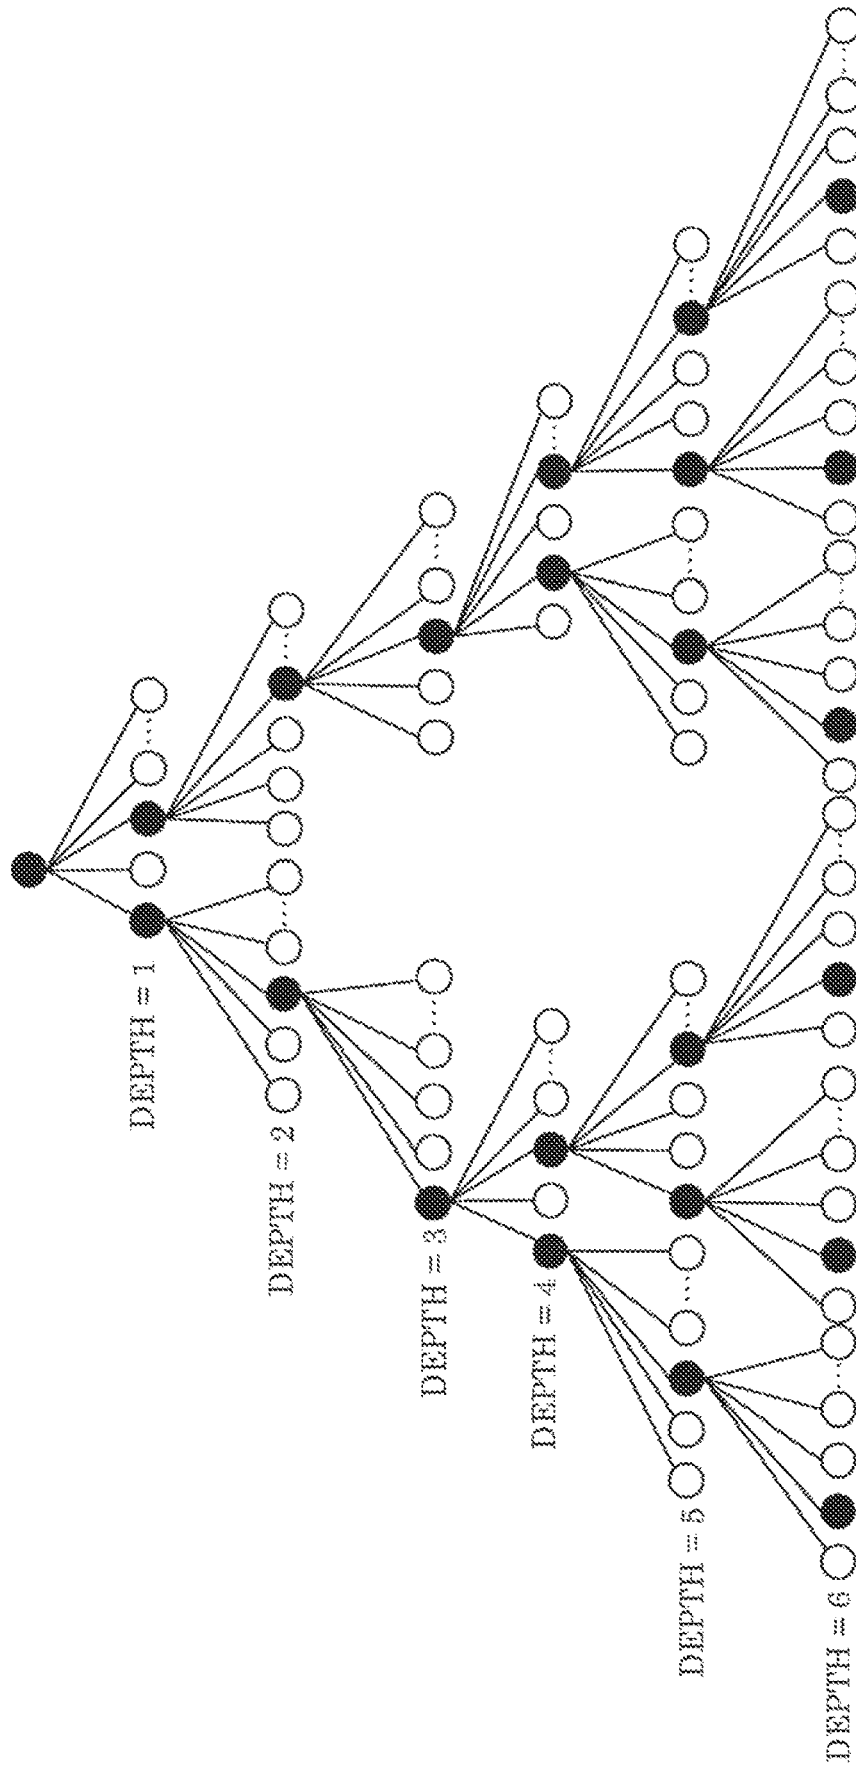 DEPTH = 1
DEPTH = 2
DEPTH = 3
DEPTH = 4
DEPTH = 5
DEPTH = 6